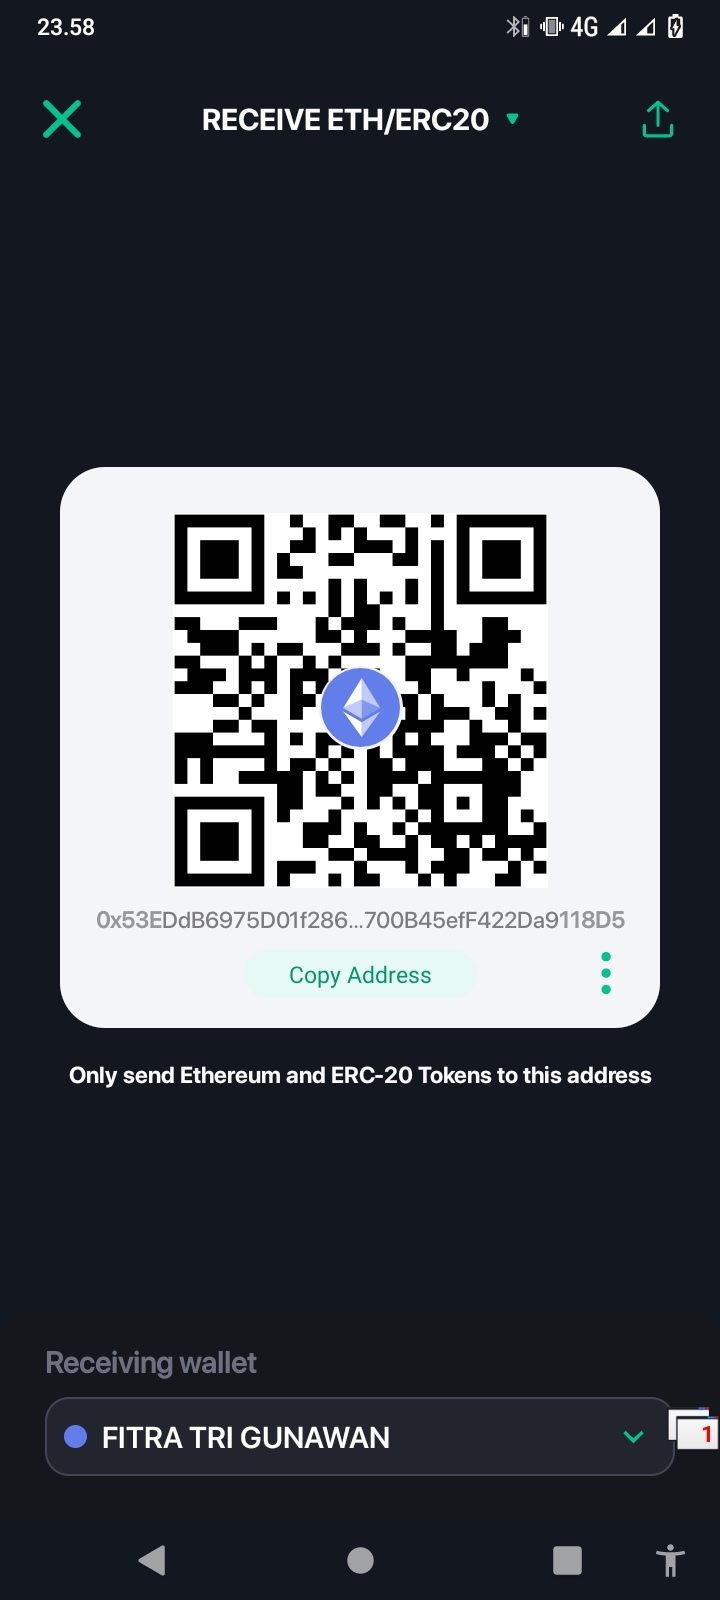 23.58
4G
RECEIVE ETH/ERC20
0x53EDdB6975D01f286...700B45efF422Da9118D5
Copy Address
Only send Ethereum and ERC-20 Tokens to this address
Receiving wallet
FITRA TRI GUNAWAN
1